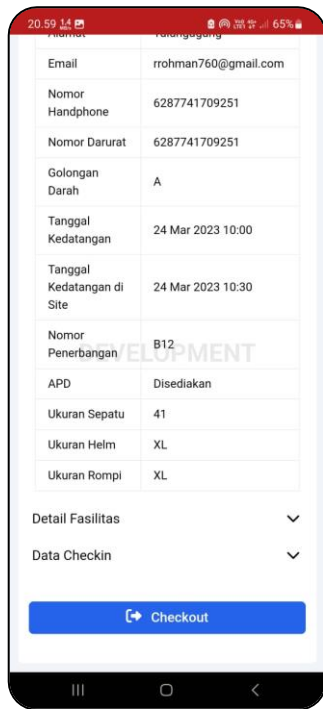 20.59
65%
Email rrohman760@gmail.com
Nomor
Handphone 6287741709251
Nomor Darurat 6287741709251
Golongan
Darah A
Tanggal
Kedatangan 24 Mar 2023 10:00
Tanggal
Kedatangan di
Site 24 Mar 2023 10:30
Nomor
Penerbangan B12
DEVELOPMENT
APD Disediakan
Ukuran Sepatu 41
Ukuran Helm XL
Ukuran Rompi XL
Detail Fasilitas
Data Checkin
Checkout